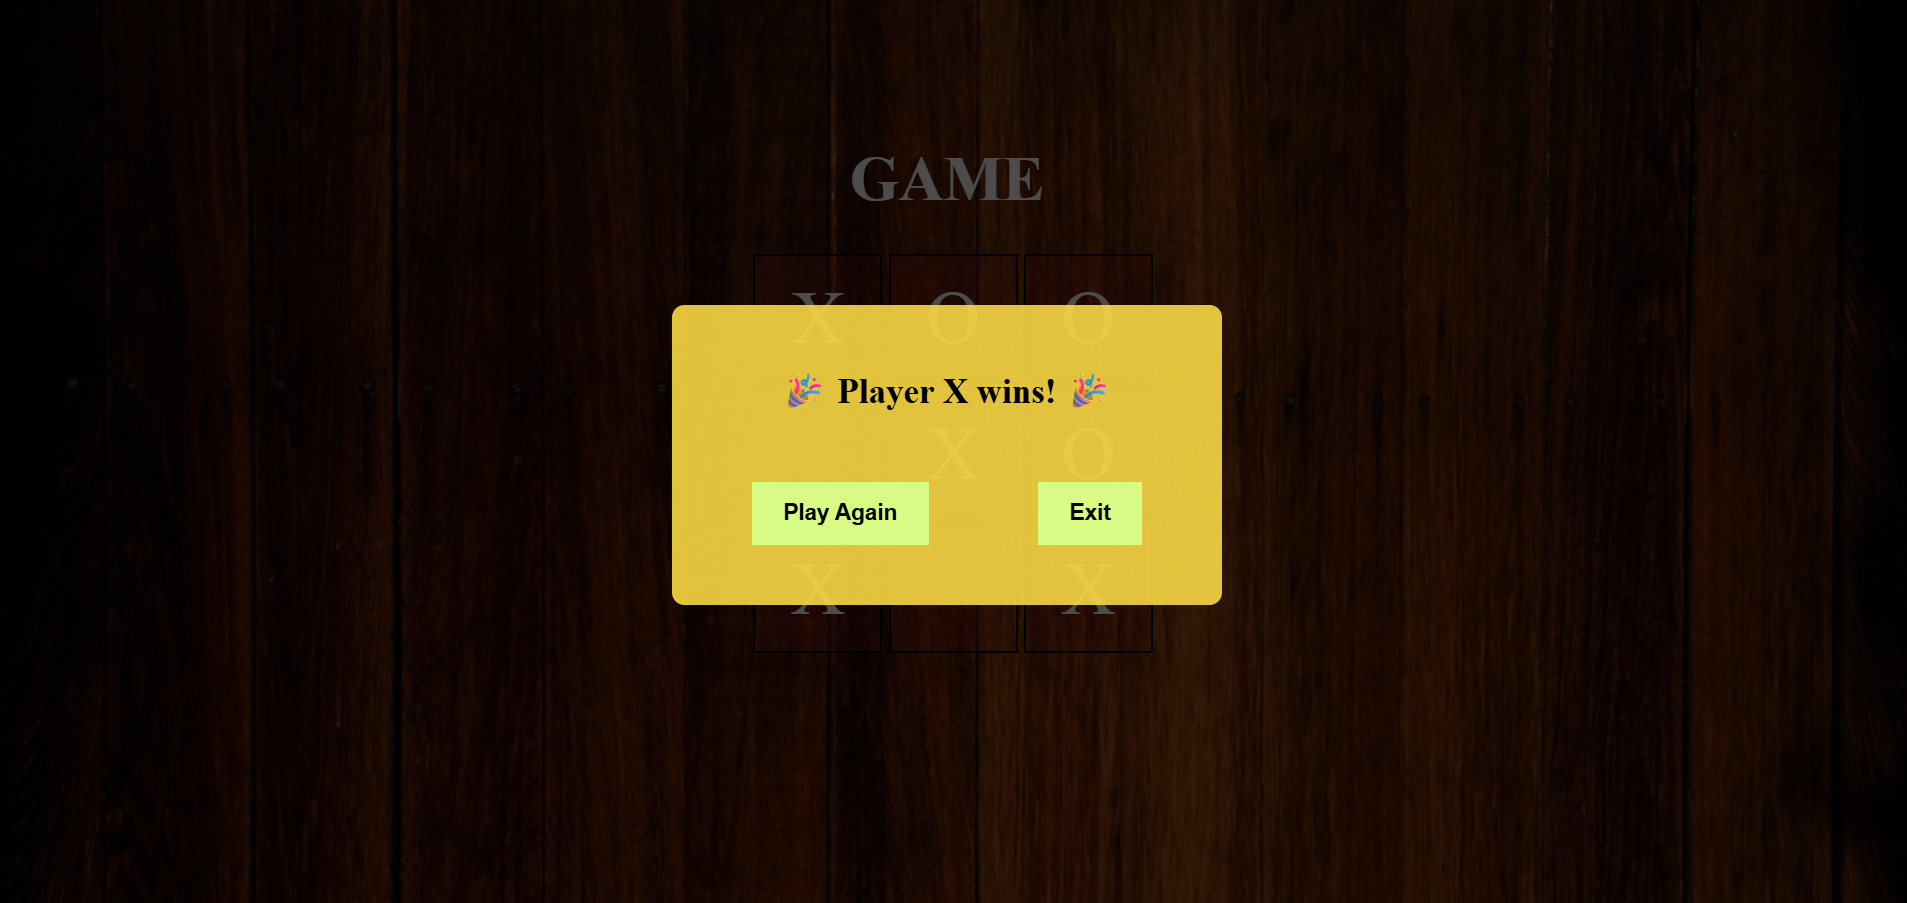 GAME
X O O
🎉 Player X wins! 🎉
X O
Play Again Exit
X X